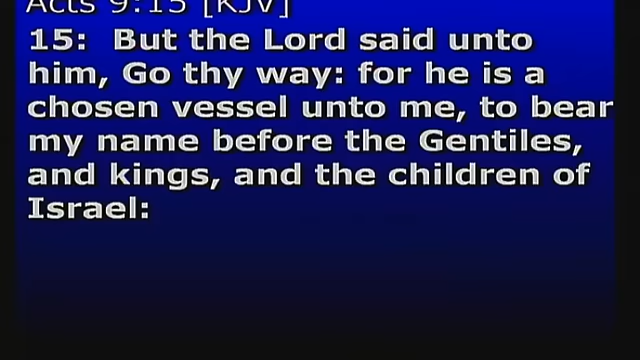 Acts 9:15 [KJV]
15: But the Lord said unto
him, Go thy way: for he is a
chosen vessel unto me, to bear
my name before the Gentiles,
and kings, and the children of
Israel: